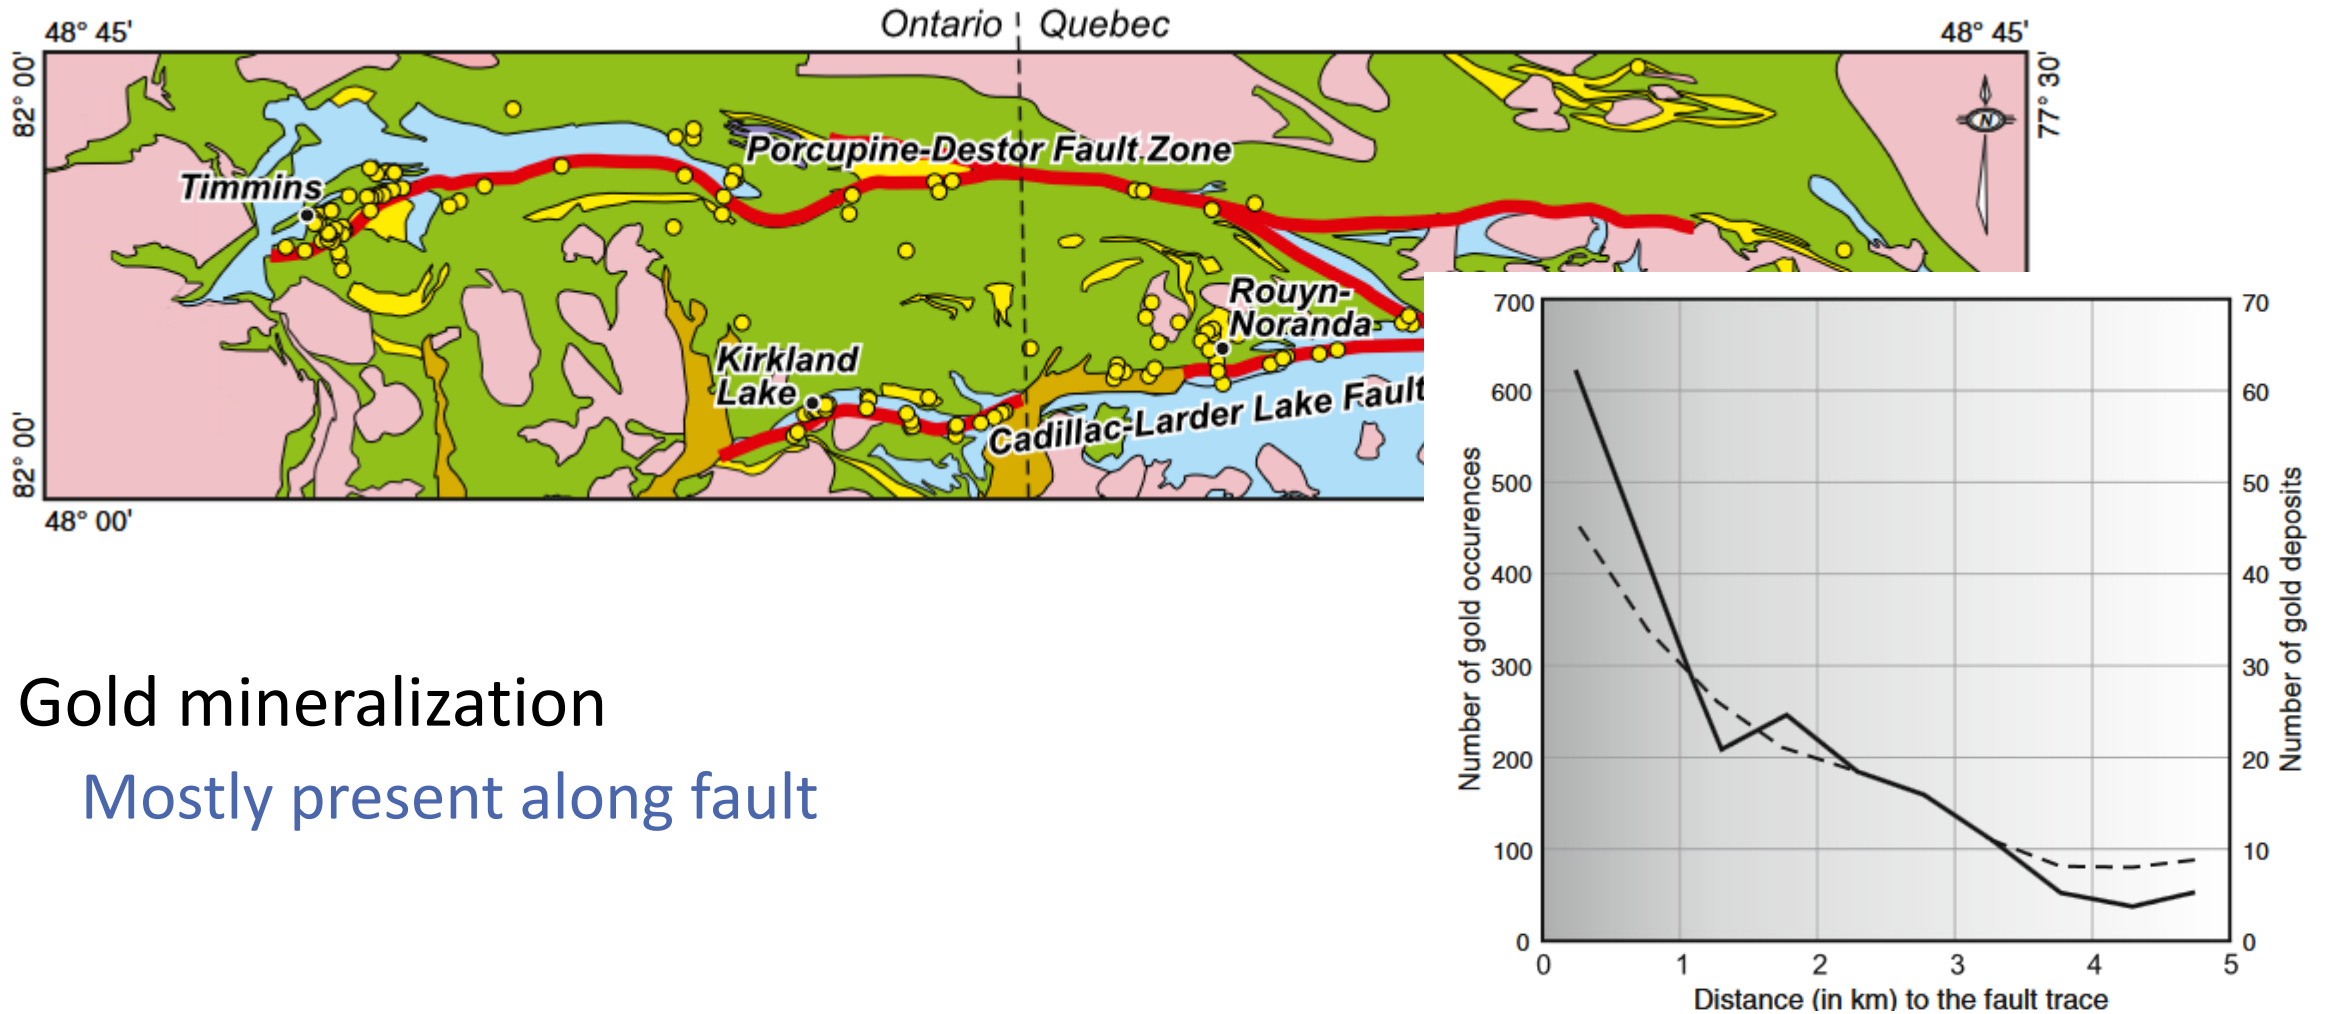 Ontario Quebec
48° 45' 48° 45'
82° 00'
77° 30'
N
Porcupine-Destor Fault Zone
Timmins
Rouyn-
Noranda
Kirkland
Lake
Cadillac-Larder Lake Fault
82° 00'
48° 00'
Gold mineralization
Mostly present along fault
700 70
600 60
500 50
400 40
300 30
200 20
100 10
0 0
Number of gold occurences
Number of gold deposits
0 1 2 3 4 5
Distance (in km) to the fault trace